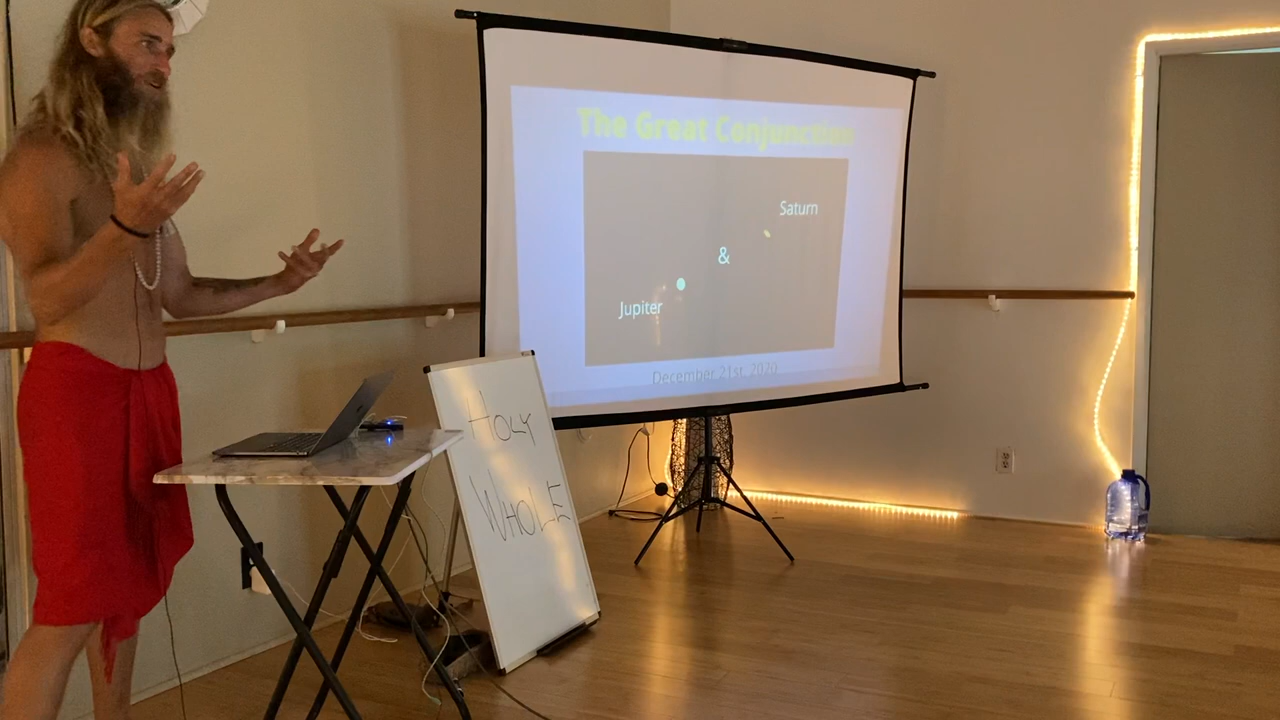 The Great Conjunction
Saturn
&
Jupiter
December 21st, 2020
HOLY
WHOLE